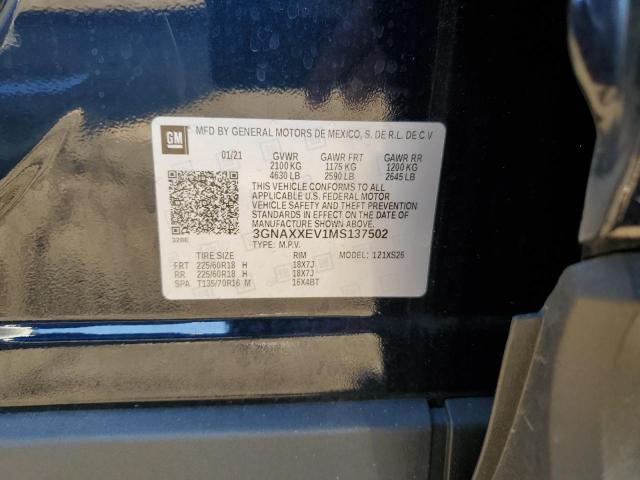 GM
MFD BY GENERAL MOTORS DE MEXICO, S. DE R.L. DE C.V
01/21 GVWR GAWR FRT GAWR RR
2100 KG 1175 KG 1200 KG
4630 LB 2590 LB 2645 LB
THIS VEHICLE CONFORMS TO ALL
APPLICABLE U.S. FEDERAL MOTOR
VEHICLE SAFETY AND THEFT PREVENTION
STANDARDS IN EFFECT ON THE DATE OF
MANUFACTURE SHOWN ABOVE.
3GNAXXEV1MS137502
328E TYPE: M.P.V.
TIRE SIZE RIM MODEL: 121XS26
FRT 225/60R18 H 18X7J
RR 225/60R18 H 18X7J
SPA T135/70R16 M 16X4BT